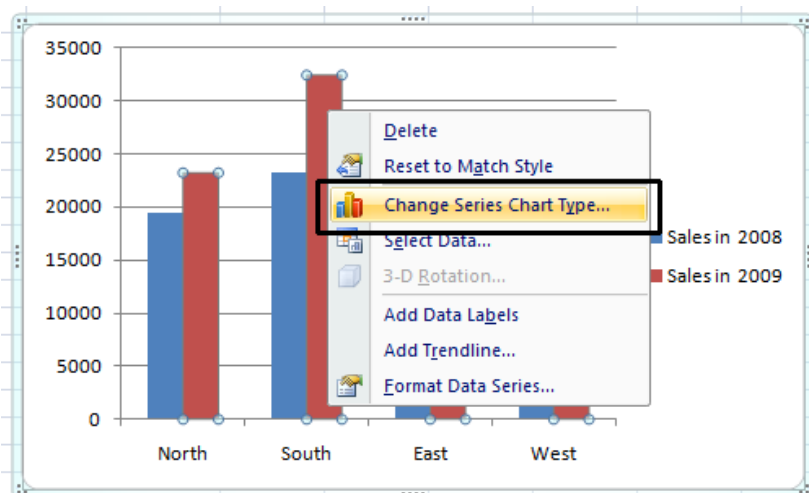 35000
30000
25000
20000
15000
10000
5000
0
North South East West
Delete
Reset to Match Style
Change Series Chart Type...
Select Data...
3-D Rotation...
Add Data Labels
Add Trendline...
Format Data Series...
Sales in 2008
Sales in 2009